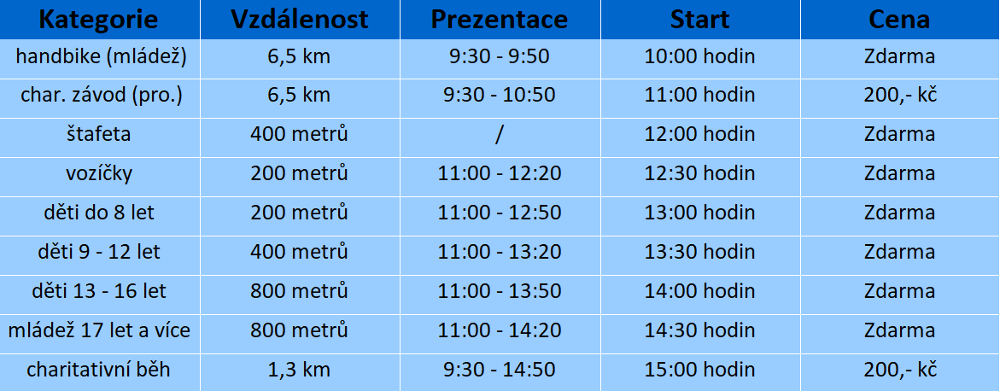 Kategorie Vzdálenost Prezentace Start Cena
handbike (mládež) 6,5 km 9:30 - 9:50 10:00 hodin Zdarma
char. závod (pro.) 6,5 km 9:30 - 10:50 11:00 hodin 200,- kč
štafeta 400 metrů / 12:00 hodin Zdarma
vozíčky 200 metrů 11:00 - 12:20 12:30 hodin Zdarma
děti do 8 let 200 metrů 11:00 - 12:50 13:00 hodin Zdarma
děti 9 - 12 let 400 metrů 11:00 - 13:20 13:30 hodin Zdarma
děti 13 - 16 let 800 metrů 11:00 - 13:50 14:00 hodin Zdarma
mládež 17 let a více 800 metrů 11:00 - 14:20 14:30 hodin Zdarma
charitativní běh 1,3 km 9:30 - 14:50 15:00 hodin 200,- kč